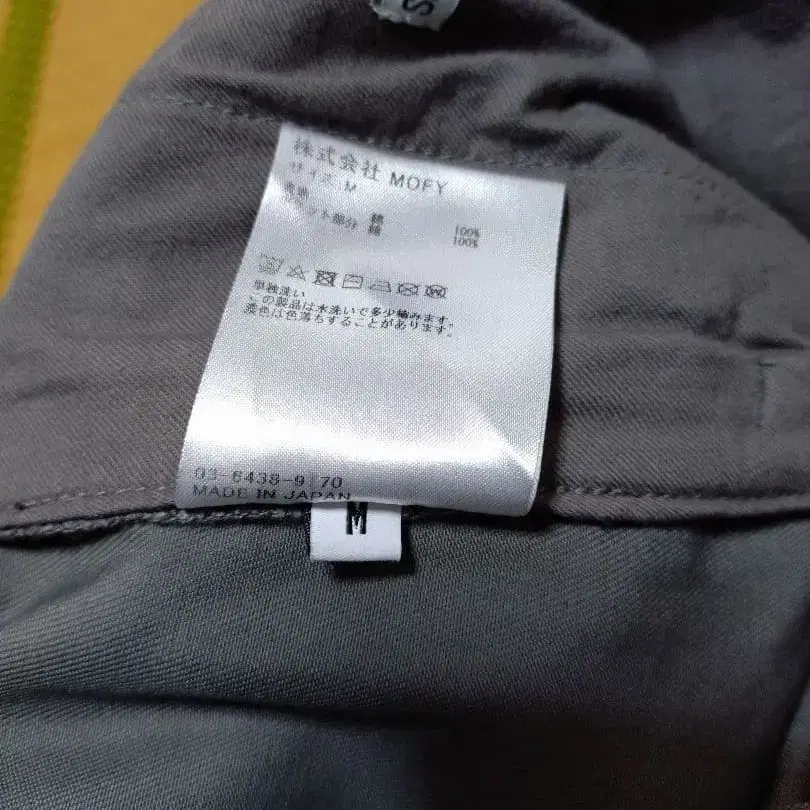 S
株式会社 MOFY
サイズ M
表地 綿 100%
ポケット部分 綿 100%
単独洗い
この製品は水洗いで多少縮みます。
濃色は色落ちすることがあります。
03-6438-9170
MADE IN JAPAN
M